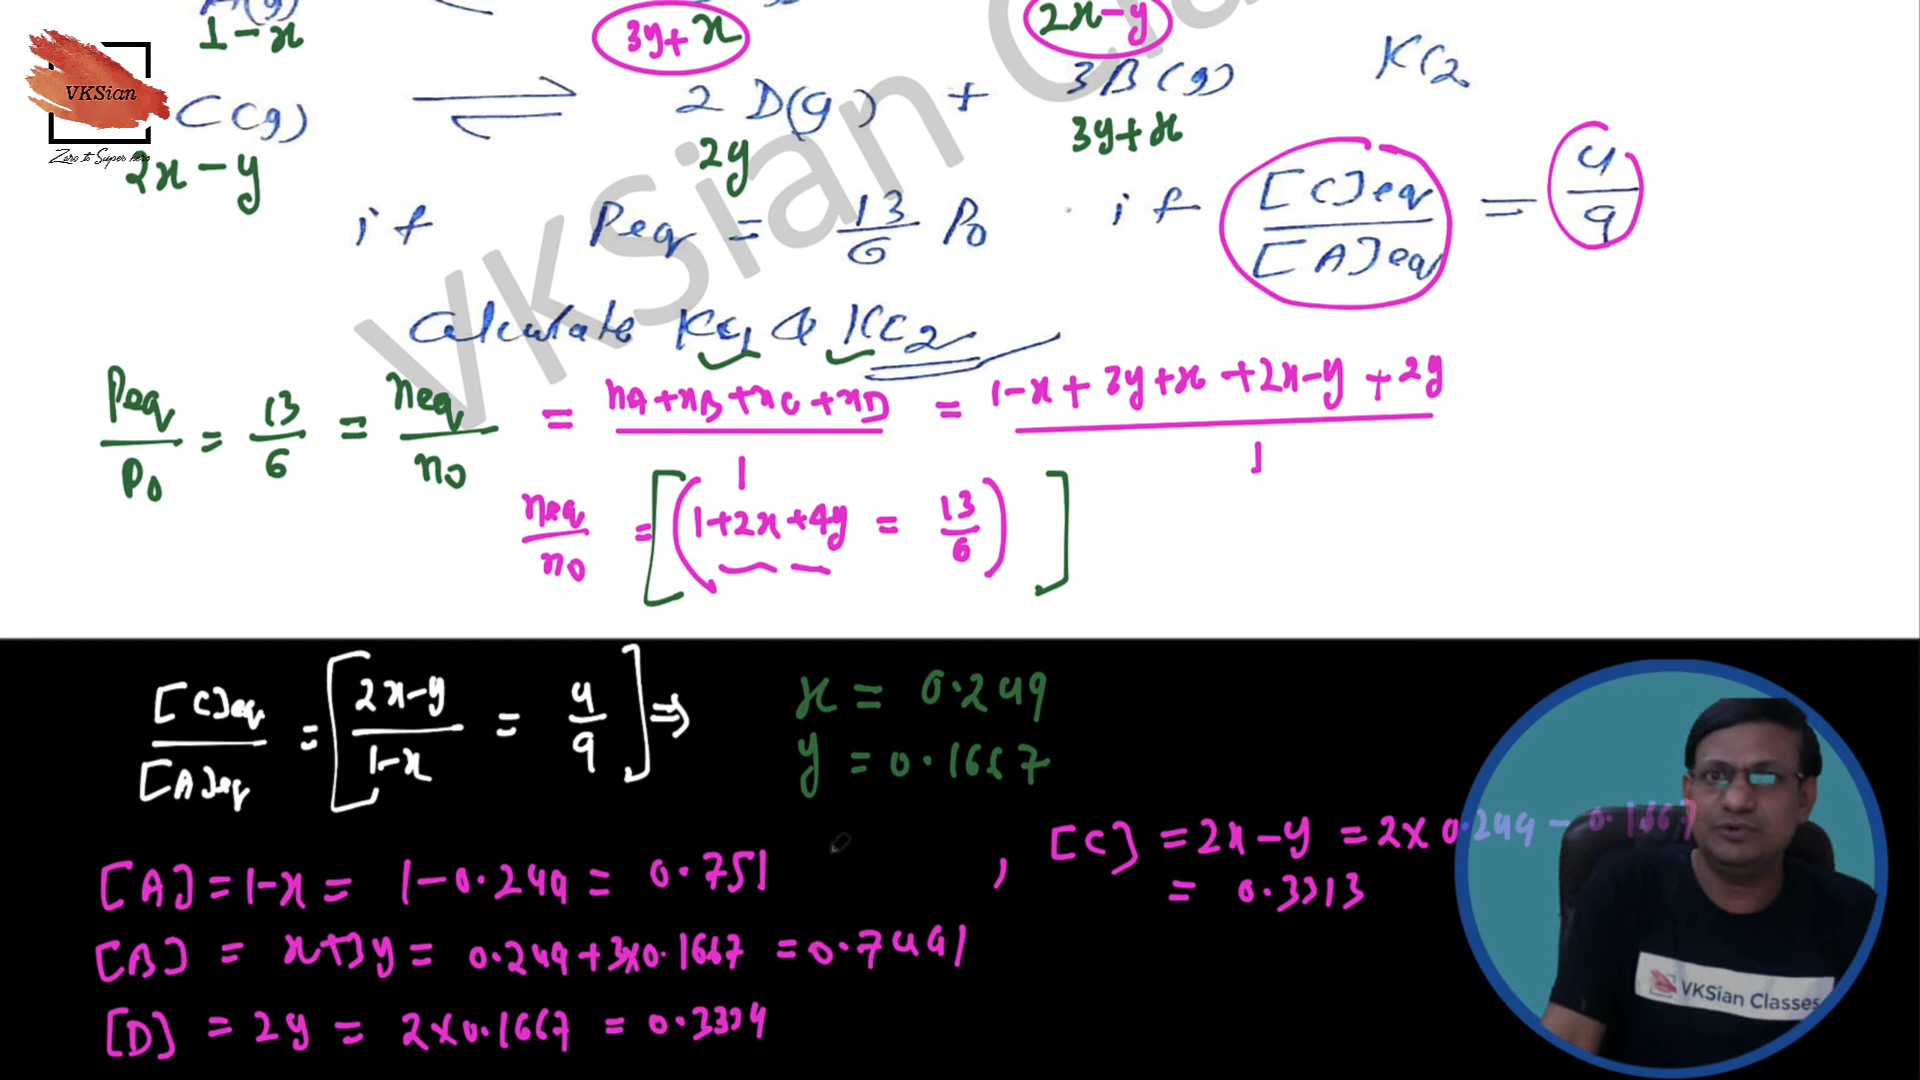 1-x
3y+x
2x-y
VKSian
Zero to Super hero
C(g) ⇌ 2 D(g) + 3B(g) KC2
2x-y 2y 3y+x
if Peq = 13/6 P0 if [C]eq/[A]eq = 4/9
Calculate KC1 & KC2
Peq/P0 = 13/6 = neq/n0 = nA+nB+nC+nD/1 = 1-x+3y+x+2x-y+2y/1
neq/n0 = [(1+2x+4y = 13/6)]
[C]eq/[A]eq = [2x-y/1-x = 4/9] ⇒
x = 0.249
y = 0.1667
[A]=1-x= 1-0.249= 0.751
, [C] = 2x-y = 2x0.249-0.1667
= 0.3313
[B] = x+3y= 0.249+3x0.1667 =0.7491
[D] = 2y = 2x0.1667 = 0.3334
VKSian Classes
VKSian Cla